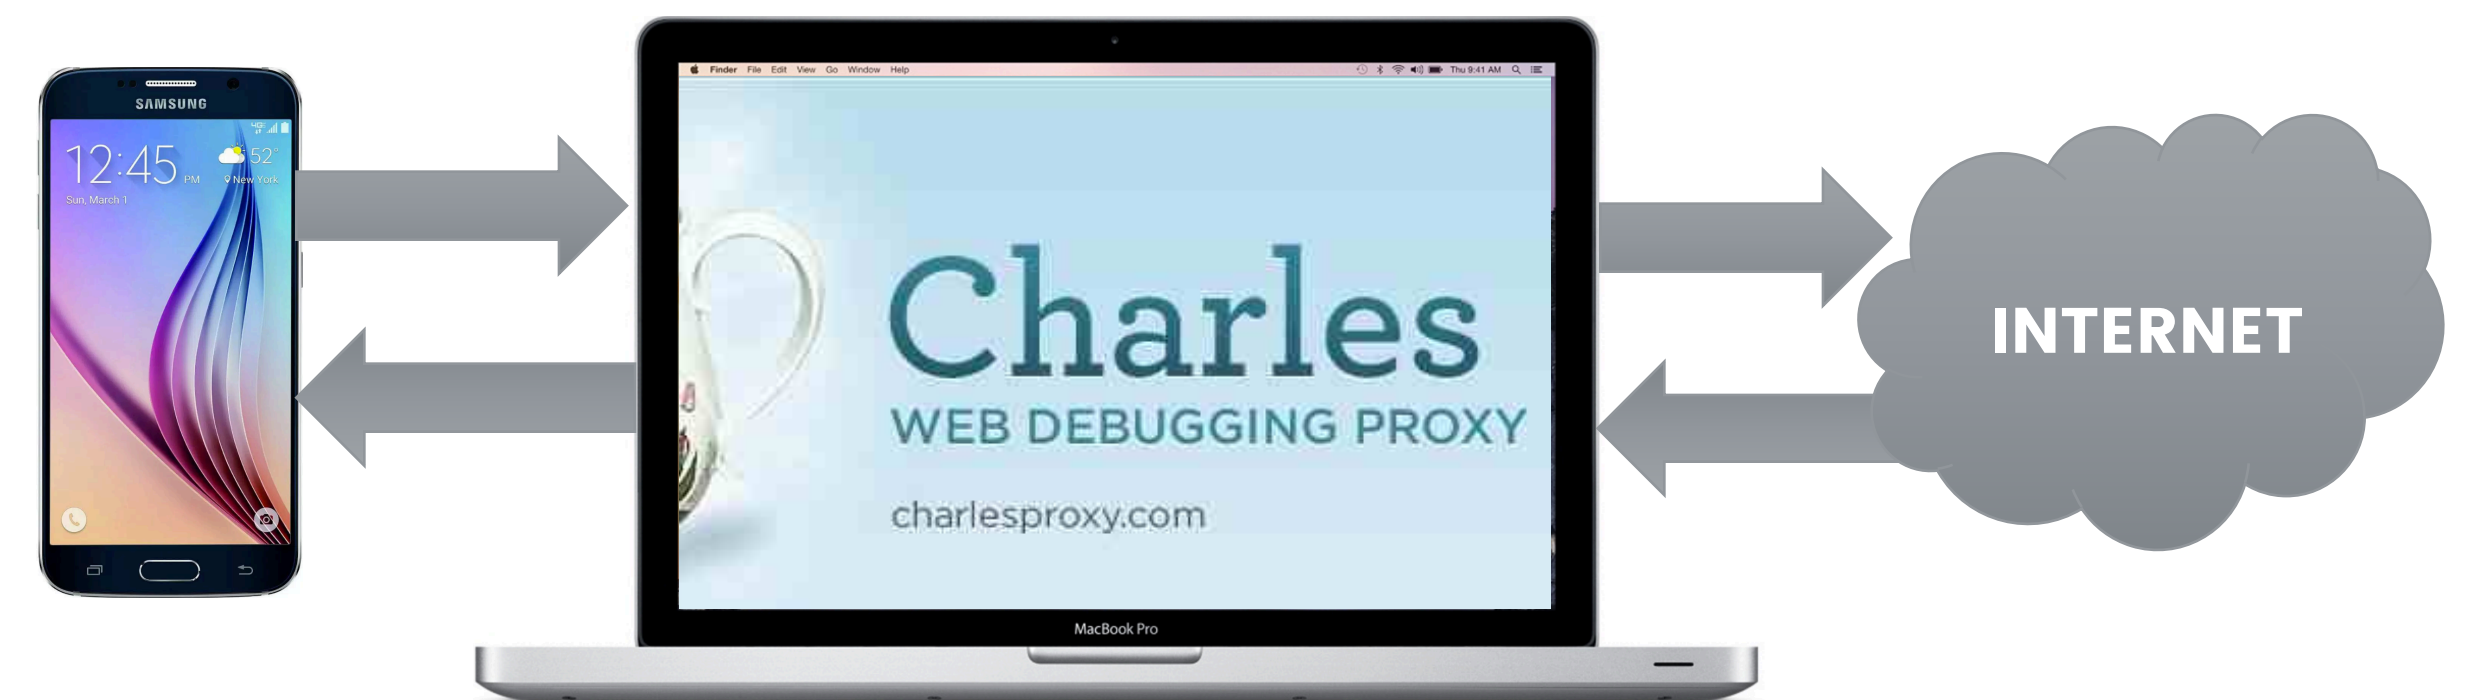 SAMSUNG
12:45 PM
52°
New York
Sun, March 1
Finder File Edit View Go Window Help
Thu 9:41 AM
Charles
WEB DEBUGGING PROXY
charlesproxy.com
MacBook Pro
INTERNET